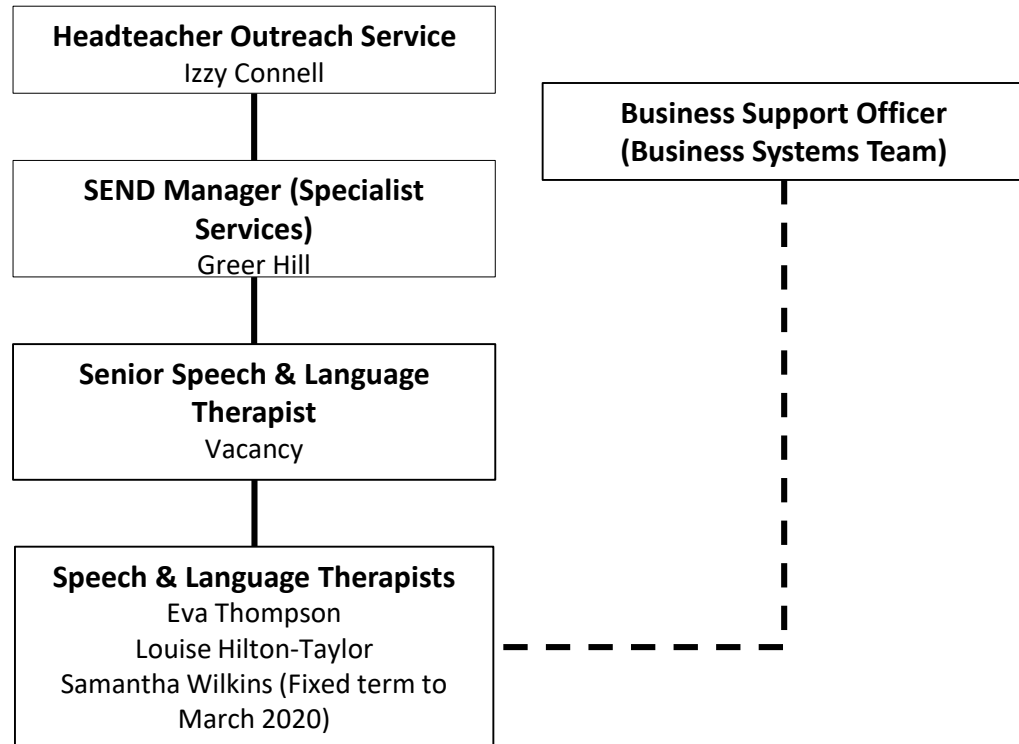 Headteacher Outreach Service
Izzy Connell
Business Support Officer
(Business Systems Team)
SEND Manager (Specialist
Services)
Greer Hill
Senior Speech & Language
Therapist
Vacancy
Speech & Language Therapists
Eva Thompson
Louise Hilton-Taylor
Samantha Wilkins (Fixed term to
March 2020)